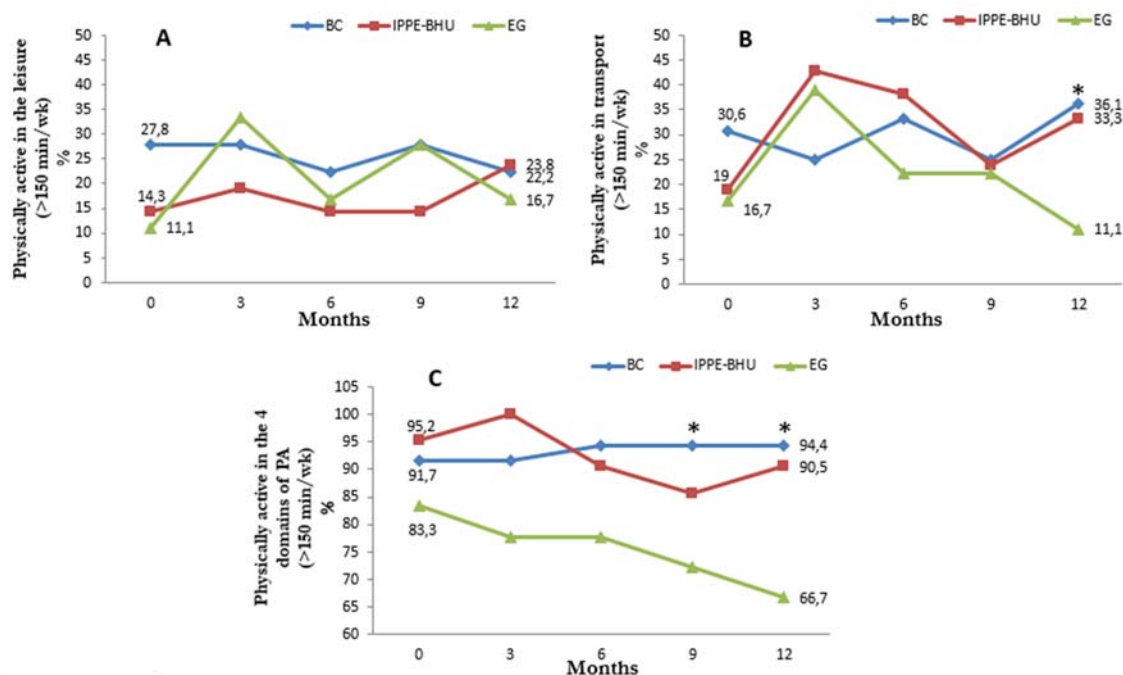 BC IPPE-BHU EG
A
Physically active in the leisure
(>150 min/wk)
%
50
45
40
35
30
25
20
15
10
5
0
27,8
14,3
11,1
23,8
22,2
16,7
0 3 6 9 12
Months
BC IPPE-BHU EG
B
Physically active in transport
(>150 min/wk)
%
50
45
40
35
30
25
20
15
10
5
0
30,6
19
16,7
*
36,1
33,3
11,1
0 3 6 9 12
Months
BC IPPE-BHU EG
C
Physically active in the 4
domains of PA
(>150 min/wk)
%
105
100
95
90
85
80
75
70
65
60
95,2
91,7
83,3
* *
94,4
90,5
66,7
0 3 6 9 12
Months